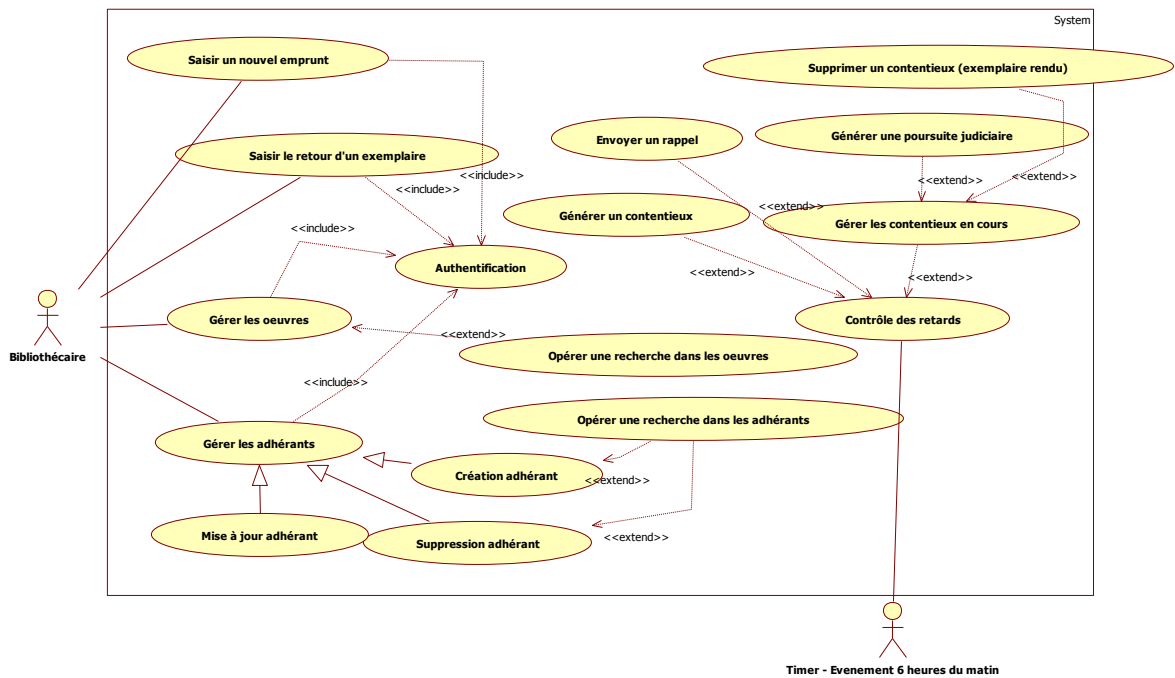 System
Saisir un nouvel emprunt
Supprimer un contentieux (exemplaire rendu)
Envoyer un rappel
Générer une poursuite judiciaire
Saisir le retour d'un exemplaire
<<include>>
<<include>>
<<extend>>
<<extend>>
<<extend>>
Générer un contentieux
Gérer les contentieux en cours
<<include>>
Authentification
<<extend>>
<<extend>>
Gérer les oeuvres
Contrôle des retards
<<extend>>
Bibliothécaire
Opérer une recherche dans les oeuvres
<<include>>
Opérer une recherche dans les adhérants
Gérer les adhérants
Création adhérant
<<extend>>
Mise à jour adhérant
Suppression adhérant
<<extend>>
Timer - Evenement 6 heures du matin